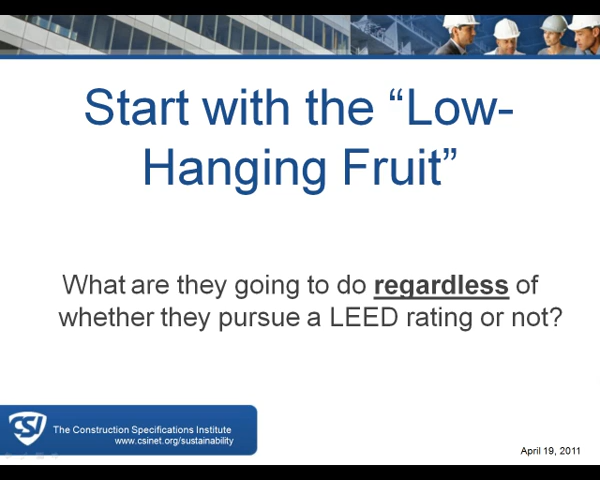 Start with the “Low-
Hanging Fruit”
What are they going to do regardless of
whether they pursue a LEED rating or not?
CSI
The Construction Specifications Institute
www.csinet.org/sustainability
April 19, 2011